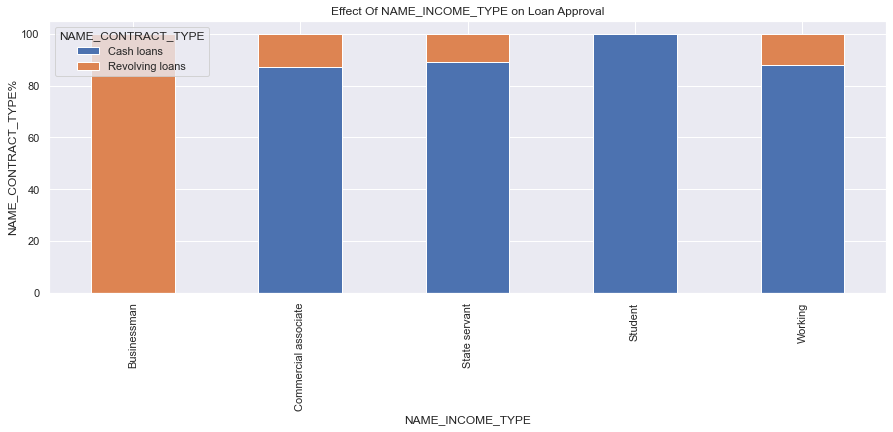 Effect Of NAME_INCOME_TYPE on Loan Approval
NAME_CONTRACT_TYPE
Cash loans
Revolving loans
NAME_CONTRACT_TYPE%
100
80
60
40
20
0
Businessman
Commercial associate
State servant
Student
Working
NAME_INCOME_TYPE